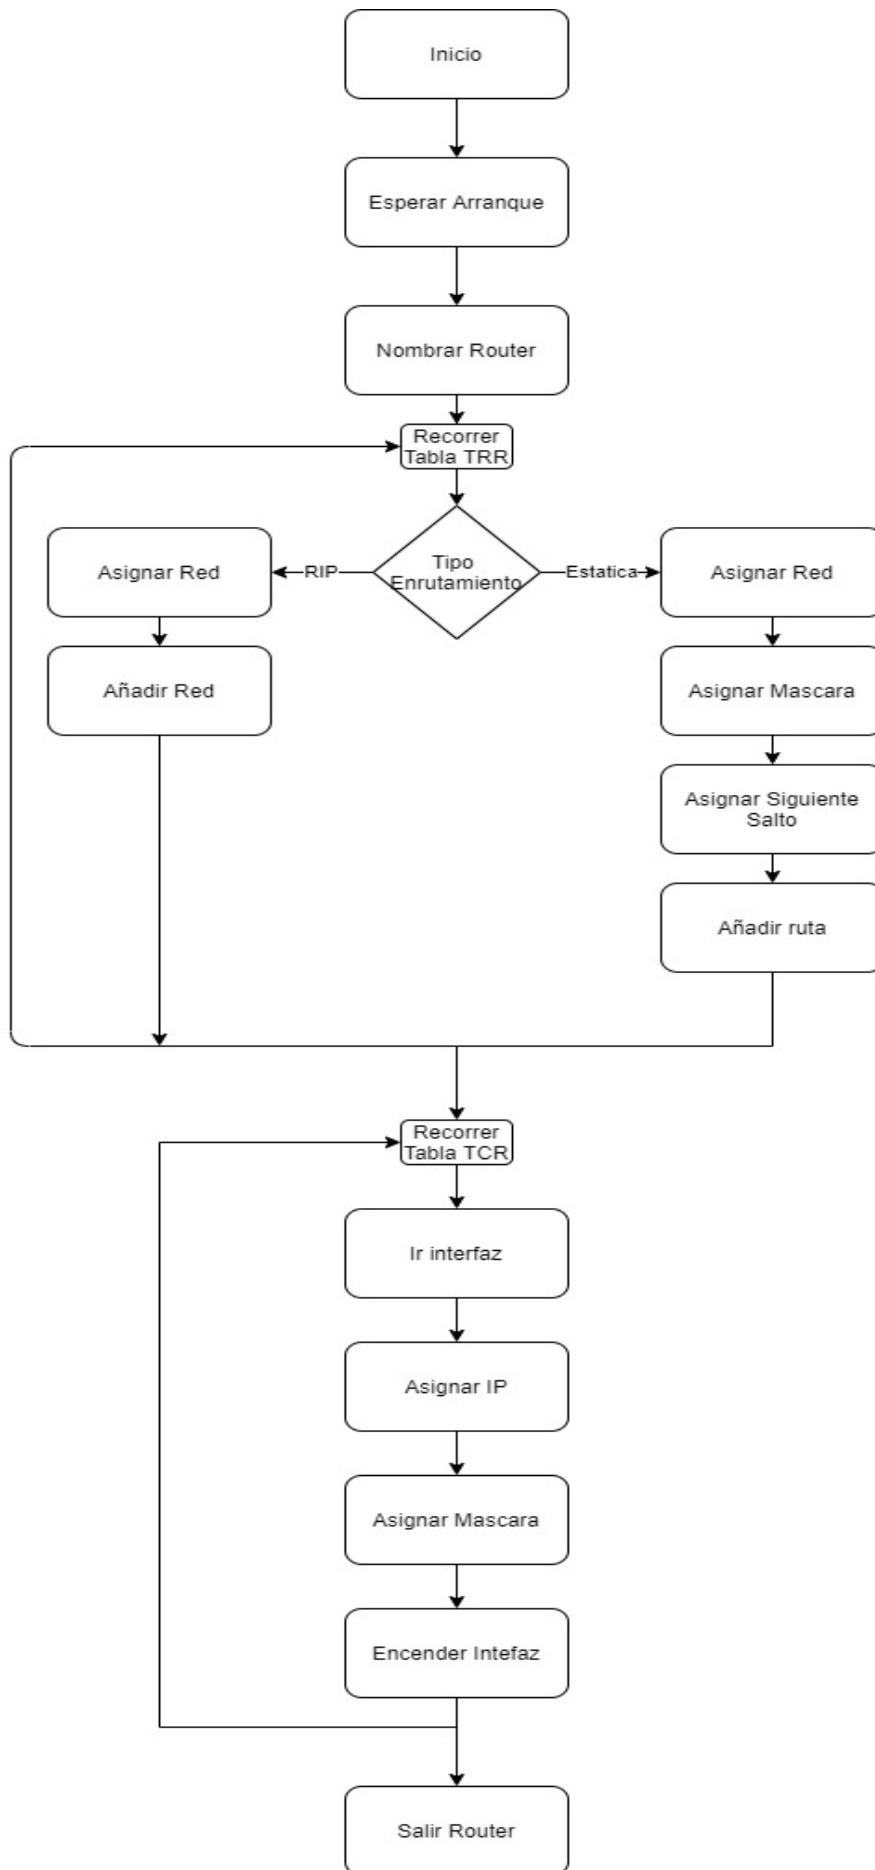 Inicio
Esperar Arranque
Nombrar Router
Recorrer
Tabla TRR
Tipo
Enrutamiento
RIP
Estatica
Asignar Red
Asignar Red
Añadir Red
Asignar Mascara
Asignar Siguiente
Salto
Añadir ruta
Recorrer
Tabla TCR
Ir interfaz
Asignar IP
Asignar Mascara
Encender Intefaz
Salir Router